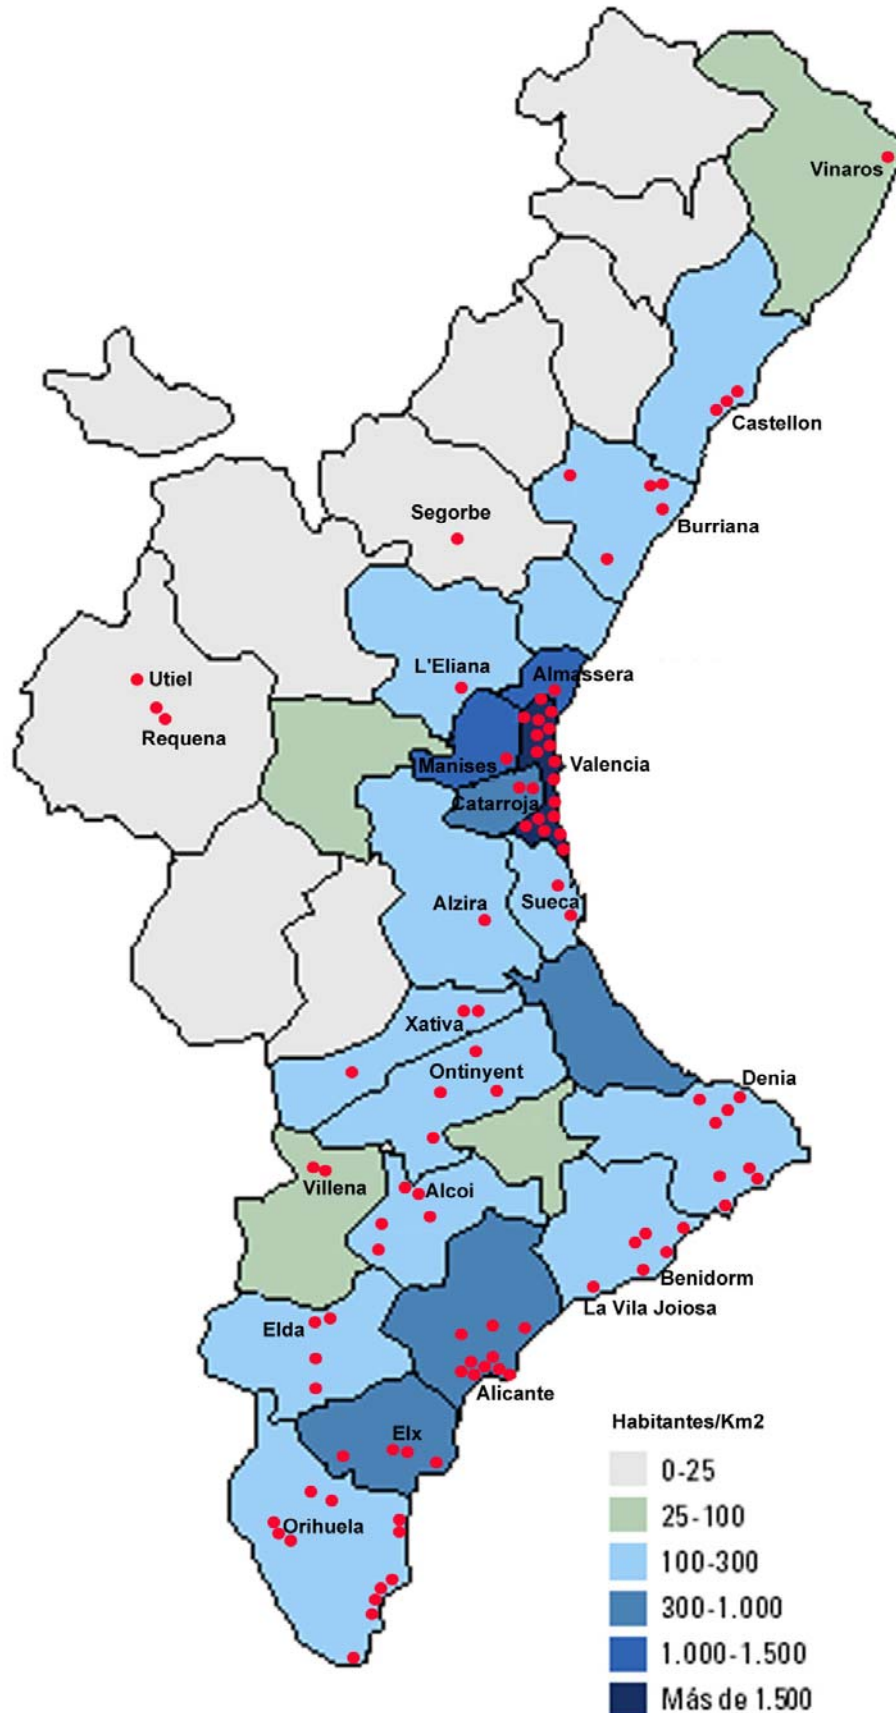 Vinaros
Castellon
Segorbe
Burriana
L'Eliana
Almassera
Utiel
Requena
Manises
Valencia
Catarroja
Alzira
Sueca
Xativa
Ontinyent
Denia
Villena
Alcoi
Benidorm
La Vila Joiosa
Elda
Alicante
Elx
Orihuela
Habitantes/Km2
0-25
25-100
100-300
300-1.000
1.000-1.500
Más de 1.500